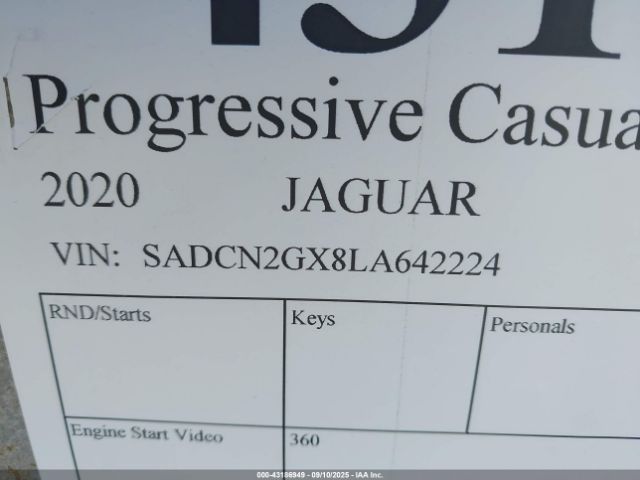 Progressive Casua
2020 JAGUAR
VIN: SADCN2GX8LA642224
RND/Starts Keys Personals
Engine Start Video 360
000-43186949 - 09/10/2025 - IAA Inc.